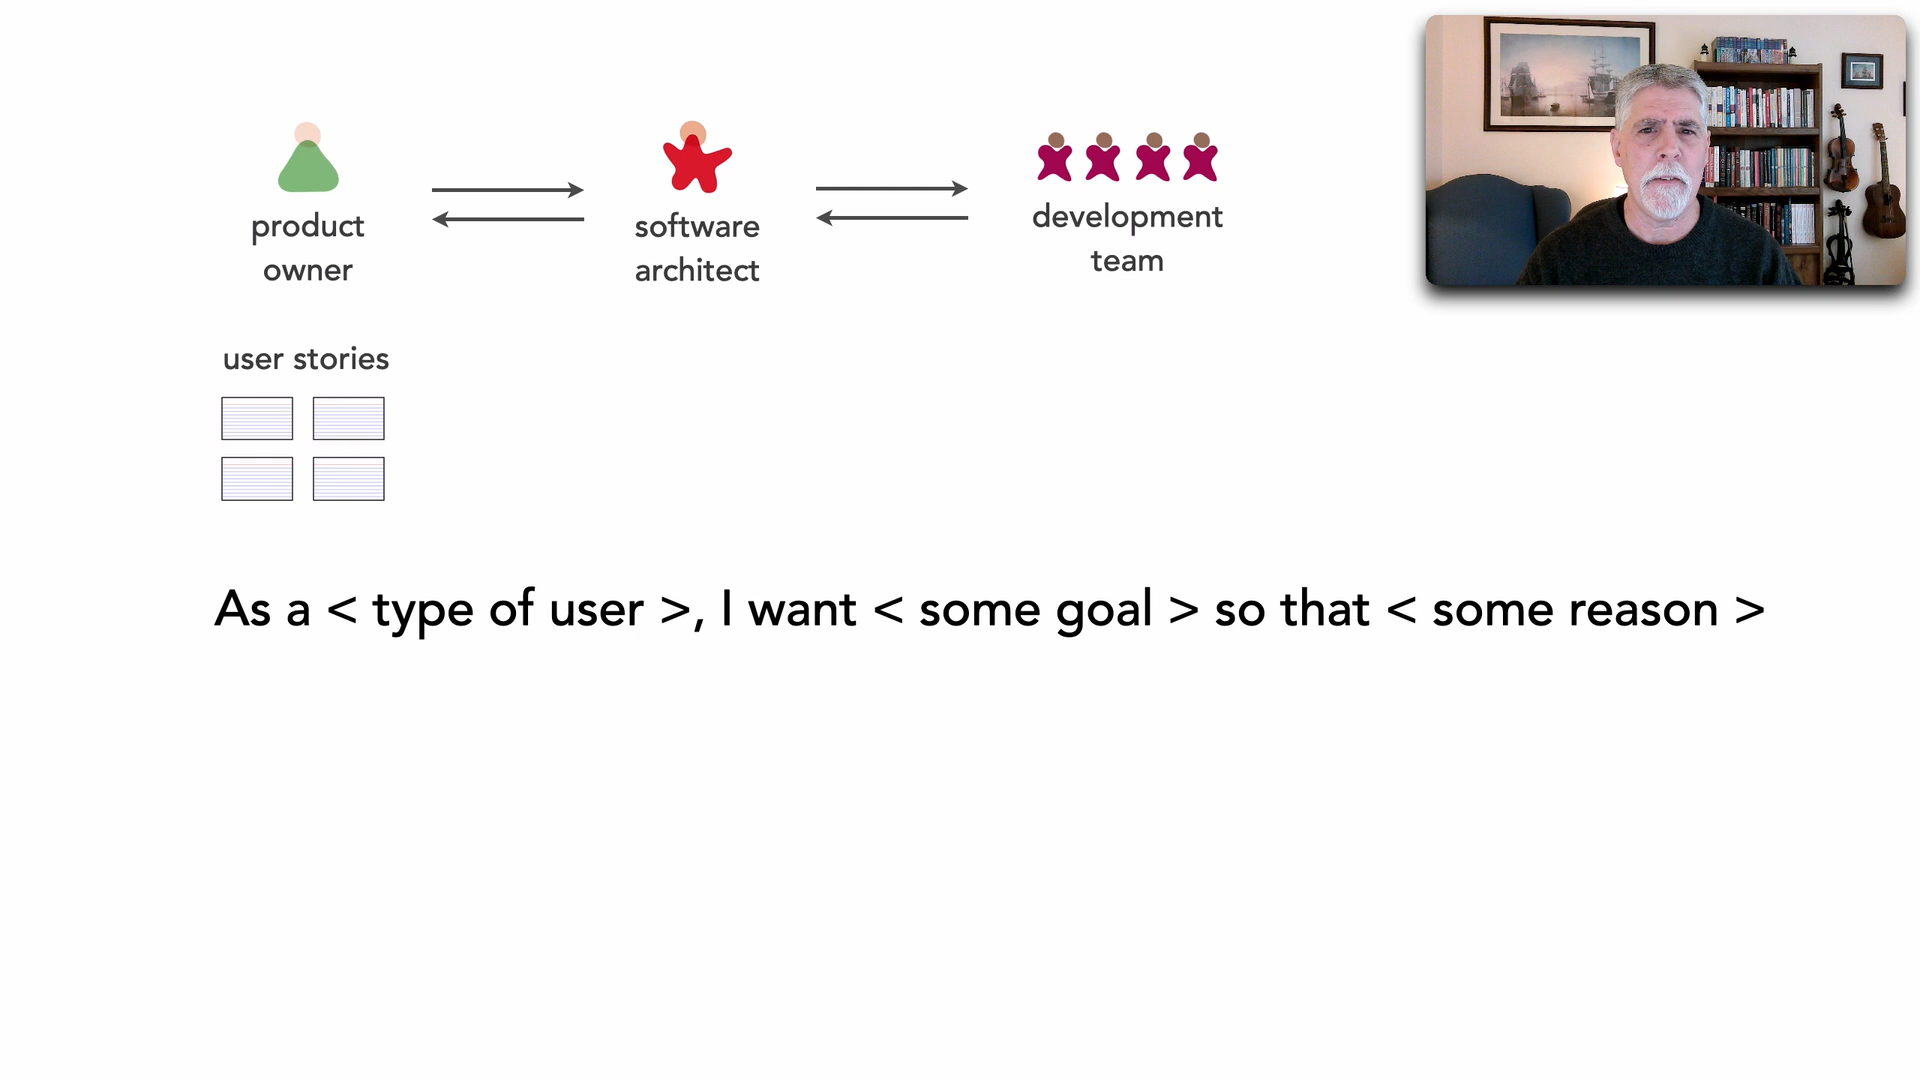 product
owner
software
architect
development
team
user stories
As a < type of user >, I want < some goal > so that < some reason >